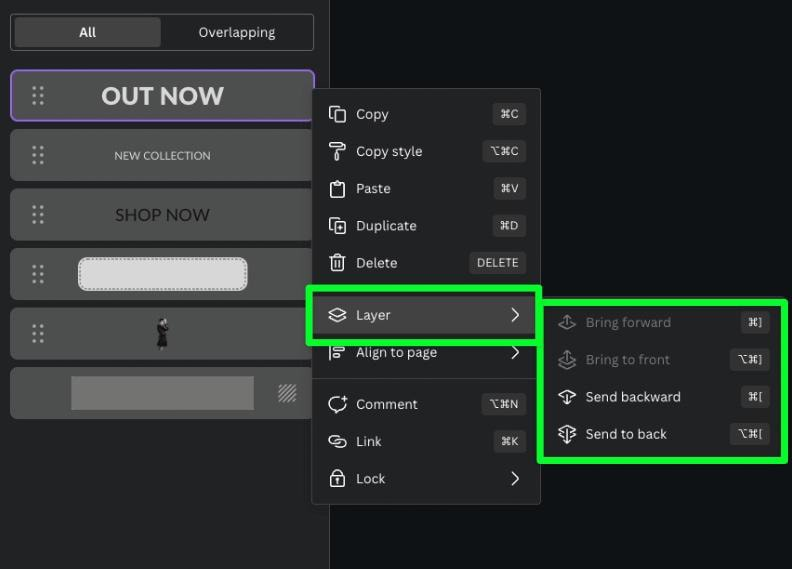 All
Overlapping
OUT NOW
NEW COLLECTION
SHOP NOW
Copy ⌘C
Copy style ⌥⌘C
Paste ⌘V
Duplicate ⌘D
Delete DELETE
Layer
Align to page
Comment ⌥⌘N
Link ⌘K
Lock
Bring forward ⌘]
Bring to front ⌥⌘]
Send backward ⌘[
Send to back ⌥⌘[